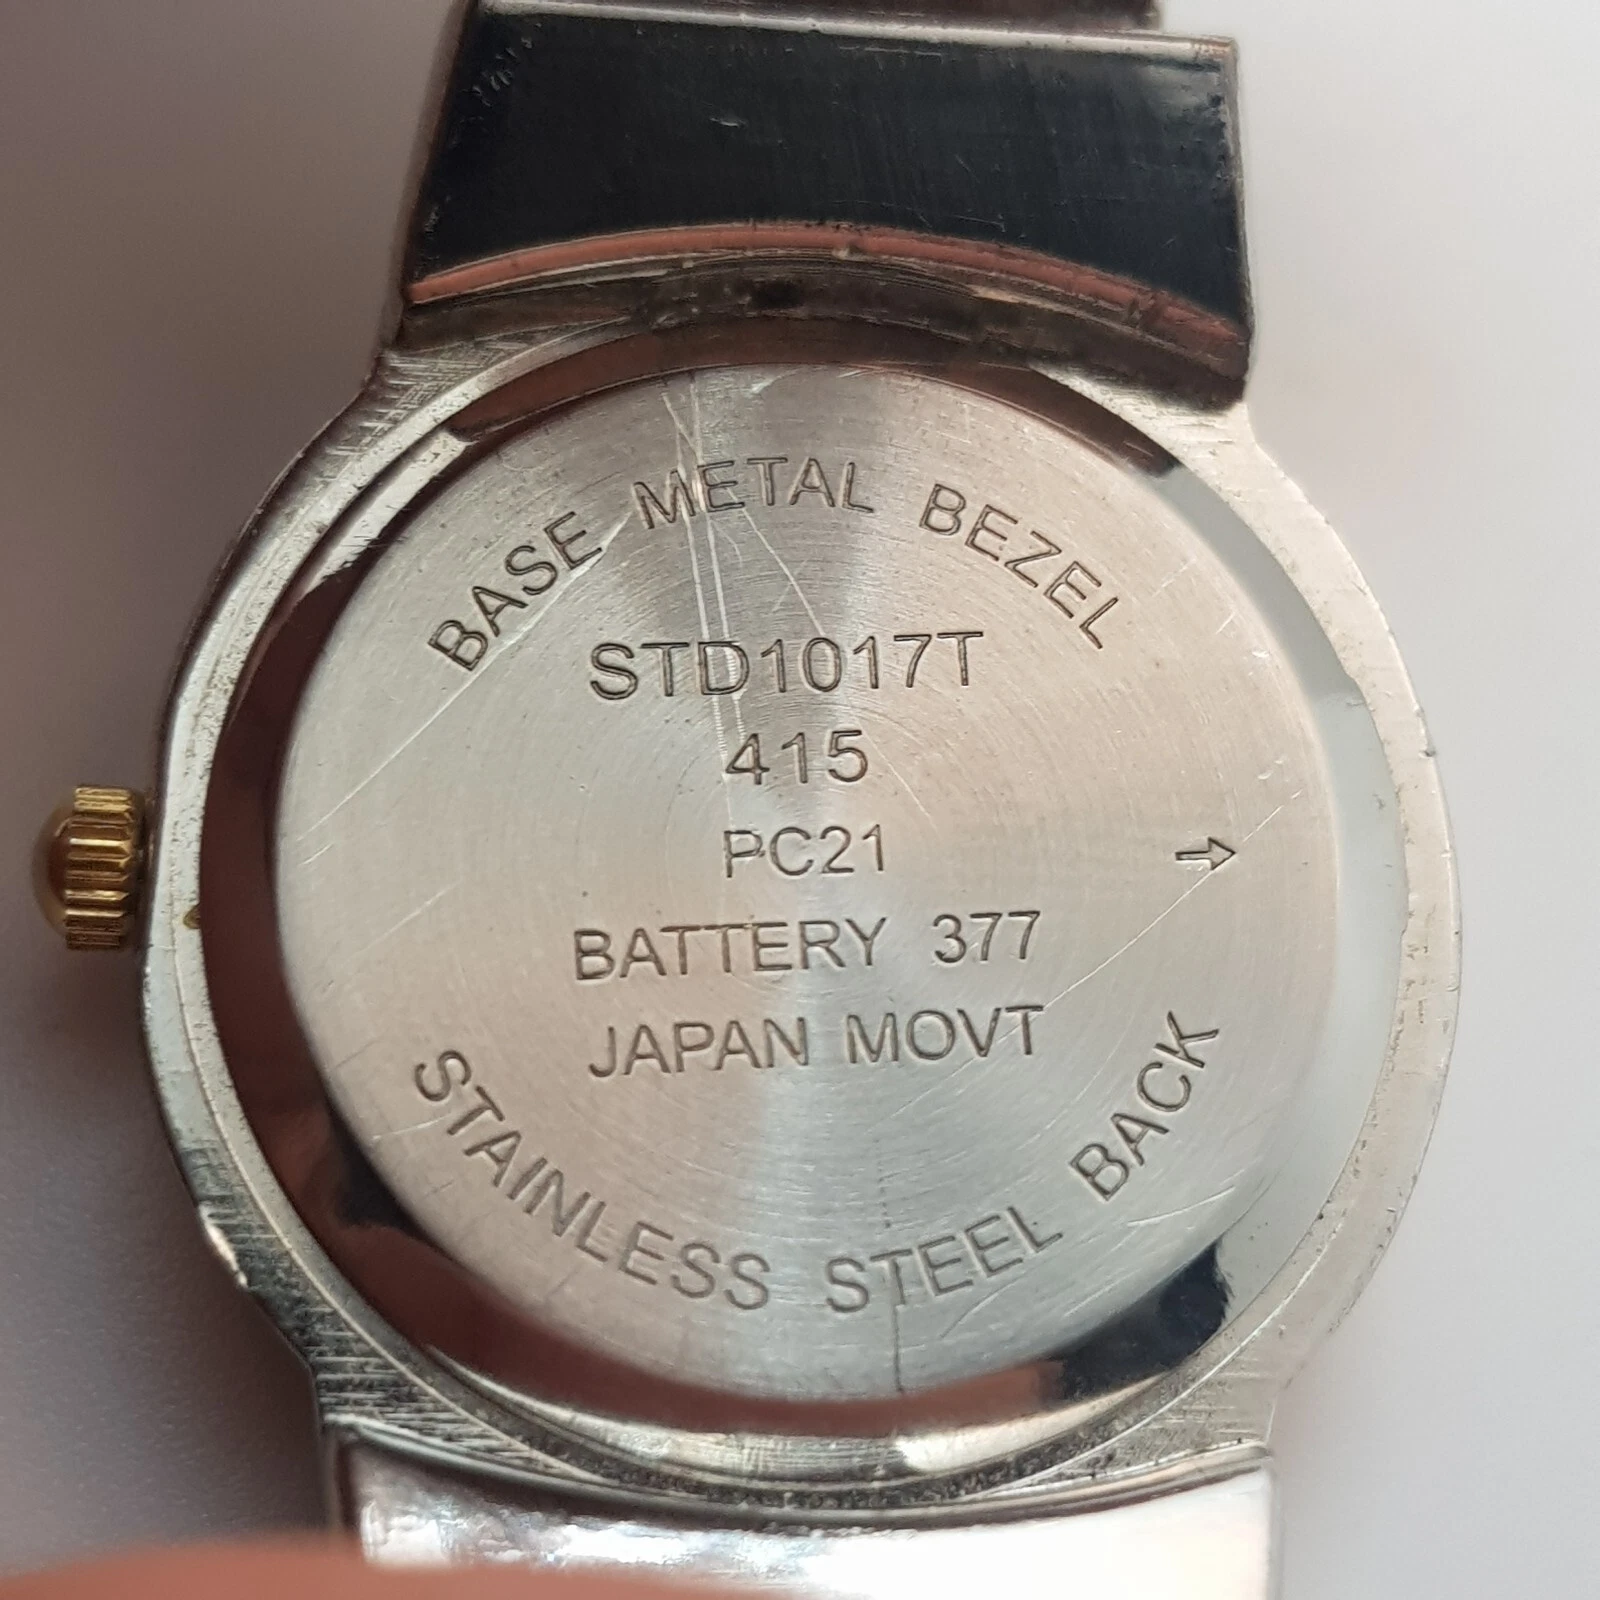 BASE METAL BEZEL
STD1017T
415
PC21
BATTERY 377
JAPAN MOVT
STAINLESS STEEL BACK